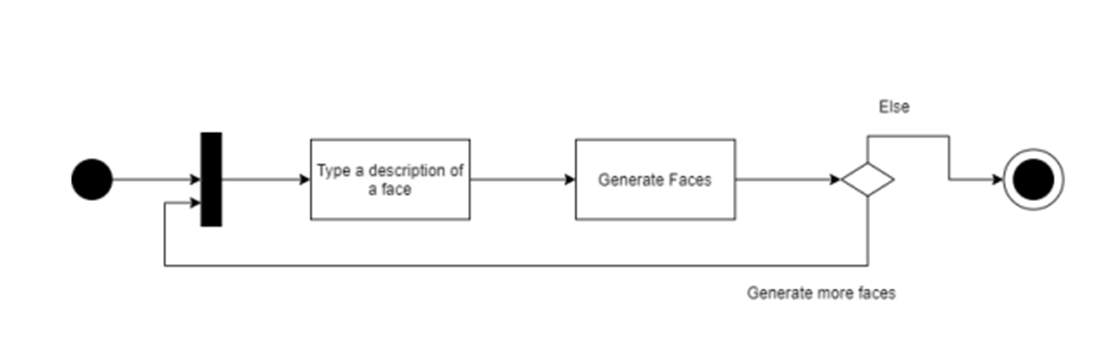 Else
Type a description of
a face
Generate Faces
Generate more faces